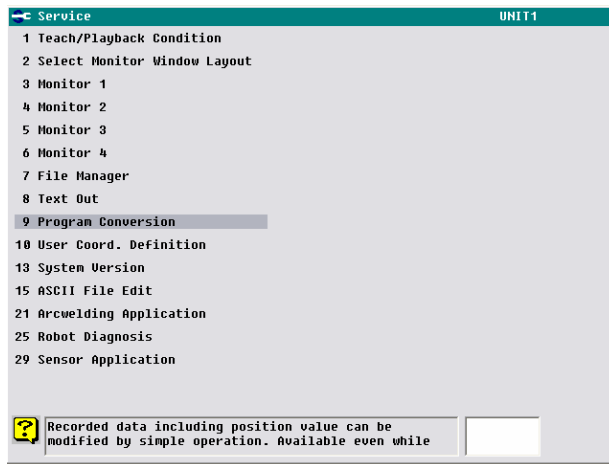 Service UNIT1
1 Teach/Playback Condition
2 Select Monitor Window Layout
3 Monitor 1
4 Monitor 2
5 Monitor 3
6 Monitor 4
7 File Manager
8 Text Out
9 Program Conversion
10 User Coord. Definition
13 System Version
15 ASCII File Edit
21 Arcwelding Application
25 Robot Diagnosis
29 Sensor Application
Recorded data including position value can be
modified by simple operation. Available even while